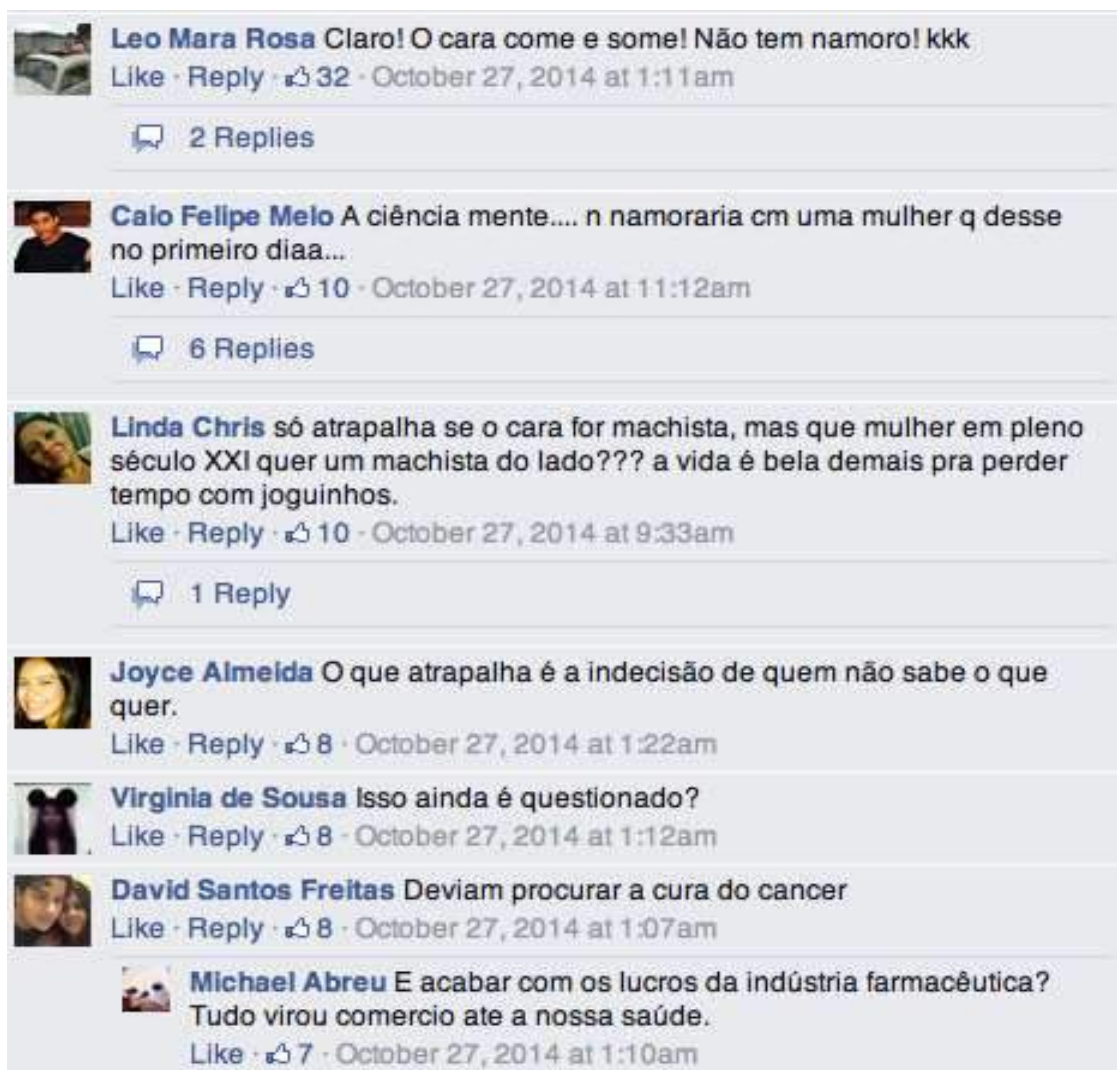 Leo Mara Rosa Claro! O cara come e some! Não tem namoro! kkk
Like · Reply · 32 · October 27, 2014 at 1:11am
2 Replies
Caio Felipe Melo A ciência mente.... n namoraria cm uma mulher q desse
no primeiro diaa...
Like · Reply · 10 · October 27, 2014 at 11:12am
6 Replies
Linda Chris só atrapalha se o cara for machista, mas que mulher em pleno
século XXI quer um machista do lado??? a vida é bela demais pra perder
tempo com joguinhos.
Like · Reply · 10 · October 27, 2014 at 9:33am
1 Reply
Joyce Almeida O que atrapalha é a indecisão de quem não sabe o que
quer.
Like · Reply · 8 · October 27, 2014 at 1:22am
Virginia de Sousa Isso ainda é questionado?
Like · Reply · 8 · October 27, 2014 at 1:12am
David Santos Freitas Deviam procurar a cura do cancer
Like · Reply · 8 · October 27, 2014 at 1:07am
Michael Abreu E acabar com os lucros da indústria farmacêutica?
Tudo virou comercio ate a nossa saúde.
Like · 7 · October 27, 2014 at 1:10am